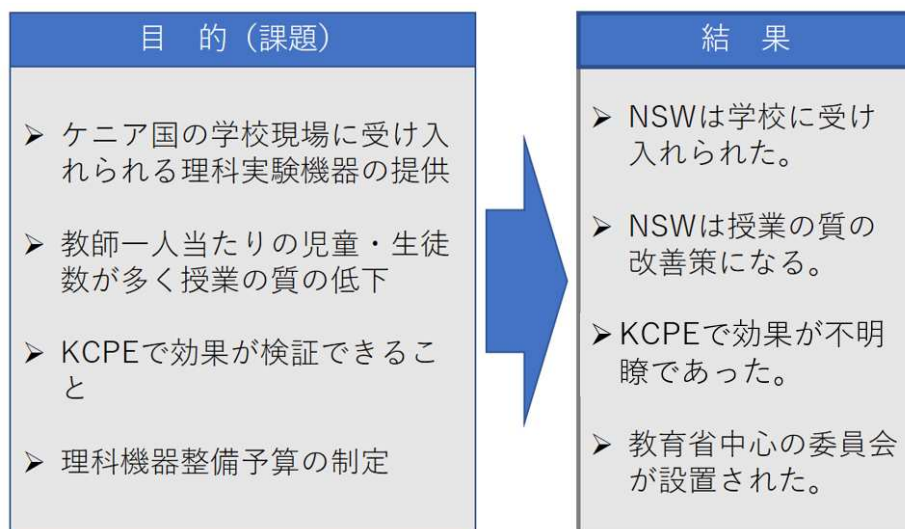 目　的（課題）
➢ ケニア国の学校現場に受け入
れられる理科実験機器の提供
➢ 教師一人当たりの児童・生徒
数が多く授業の質の低下
➢ KCPEで効果が検証できるこ
と
➢ 理科機器整備予算の制定
結　果
➢ NSWは学校に受け
入れられた。
➢ NSWは授業の質の
改善策になる。
➢ KCPEで効果が不明
瞭であった。
➢ 教育省中心の委員会
が設置された。